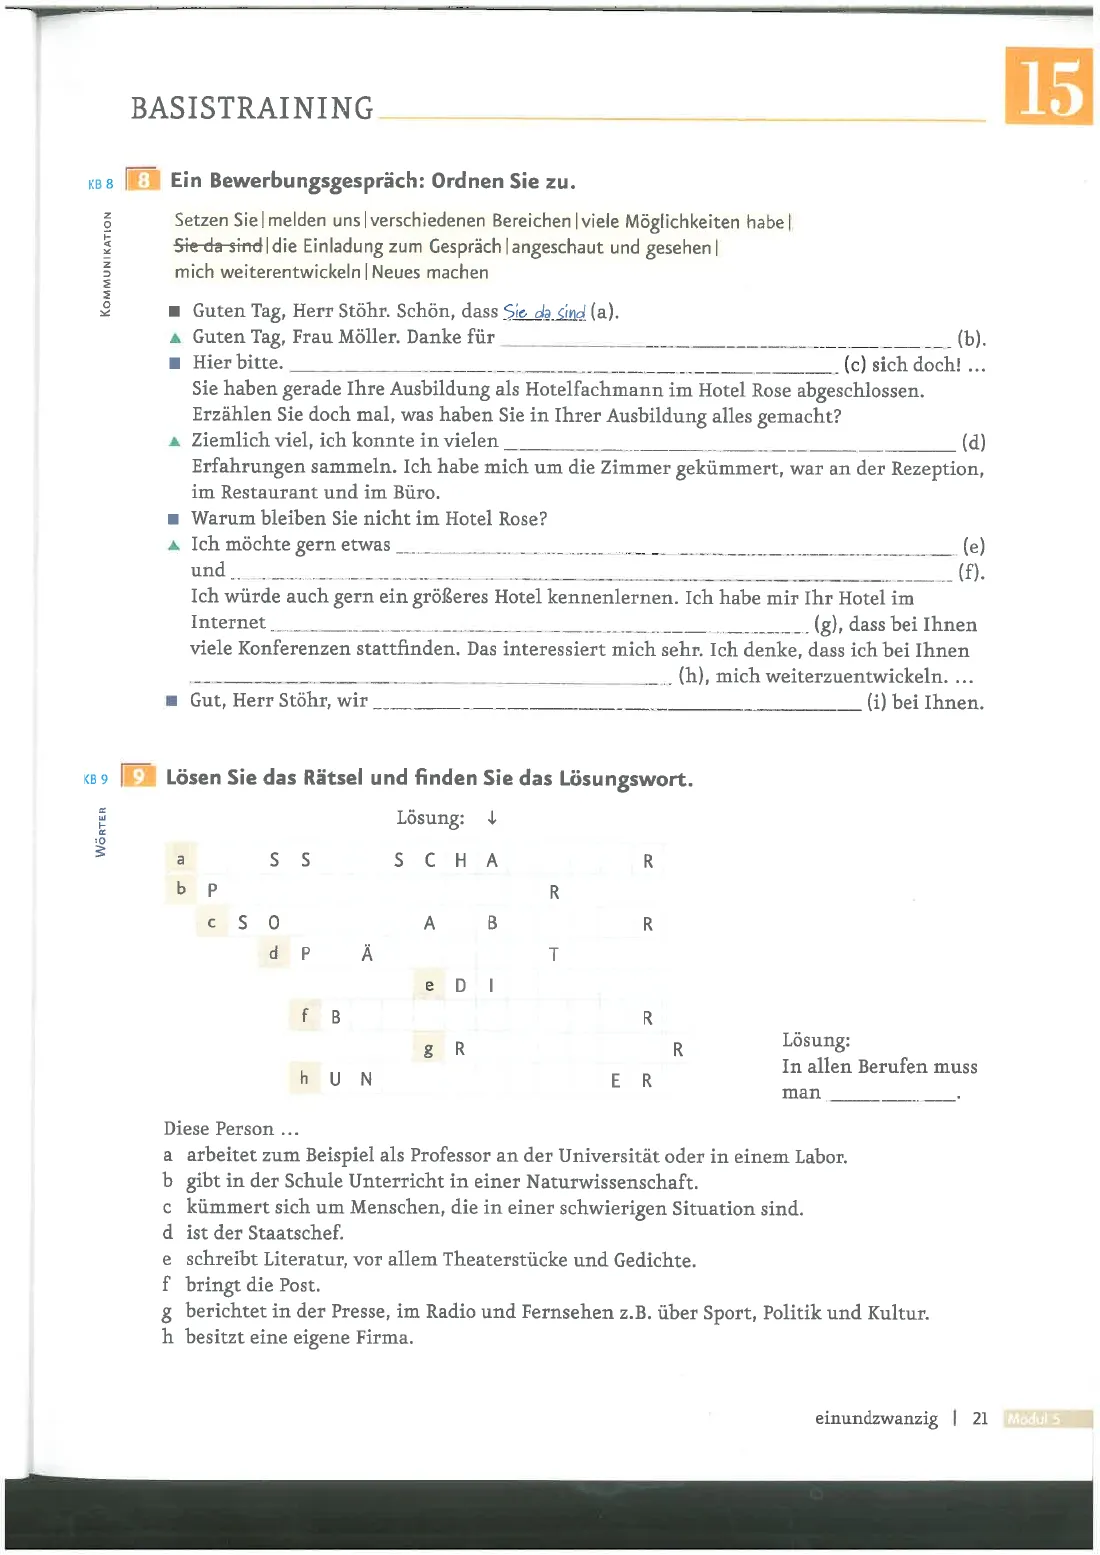 15
BASISTRAINING
KB 8 8 Ein Bewerbungsgespräch: Ordnen Sie zu.
KOMMUNIKATION
Setzen Sie | melden uns | verschiedenen Bereichen | viele Möglichkeiten habe |
Sie da sind | die Einladung zum Gespräch | angeschaut und gesehen |
mich weiterentwickeln | Neues machen
■ Guten Tag, Herr Stöhr. Schön, dass Sie da sind (a).
▲ Guten Tag, Frau Möller. Danke für ____ (b).
■ Hier bitte. ____ (c) sich doch! ...
Sie haben gerade Ihre Ausbildung als Hotelfachmann im Hotel Rose abgeschlossen.
Erzählen Sie doch mal, was haben Sie in Ihrer Ausbildung alles gemacht?
▲ Ziemlich viel, ich konnte in vielen ____ (d)
Erfahrungen sammeln. Ich habe mich um die Zimmer gekümmert, war an der Rezeption,
im Restaurant und im Büro.
■ Warum bleiben Sie nicht im Hotel Rose?
▲ Ich möchte gern etwas ____ (e)
und ____ (f).
Ich würde auch gern ein größeres Hotel kennenlernen. Ich habe mir Ihr Hotel im
Internet ____ (g), dass bei Ihnen
viele Konferenzen stattfinden. Das interessiert mich sehr. Ich denke, dass ich bei Ihnen
____ (h), mich weiterzuentwickeln. ...
■ Gut, Herr Stöhr, wir ____ (i) bei Ihnen.
KB 9 9 Lösen Sie das Rätsel und finden Sie das Lösungswort.
WÖRTER
Lösung: ↓
a S S S C H A R
b P R
c S O A B R
d P Ä T
e D I
f B R
g R R
h U N E R
Lösung:
In allen Berufen muss
man ____.
Diese Person ...
a arbeitet zum Beispiel als Professor an der Universität oder in einem Labor.
b gibt in der Schule Unterricht in einer Naturwissenschaft.
c kümmert sich um Menschen, die in einer schwierigen Situation sind.
d ist der Staatschef.
e schreibt Literatur, vor allem Theaterstücke und Gedichte.
f bringt die Post.
g berichtet in der Presse, im Radio und Fernsehen z.B. über Sport, Politik und Kultur.
h besitzt eine eigene Firma.
einundzwanzig | 21 Modul 5